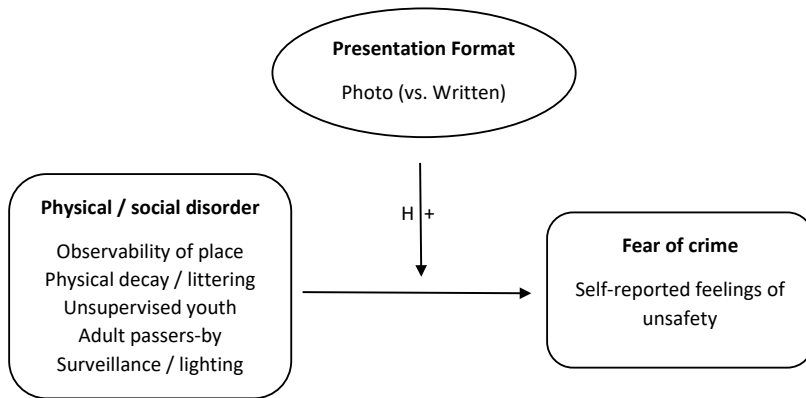 Presentation Format
Photo (vs. Written)
H +
Physical / social disorder
Observability of place
Physical decay / littering
Unsupervised youth
Adult passers-by
Surveillance / lighting
Fear of crime
Self-reported feelings of
unsafety